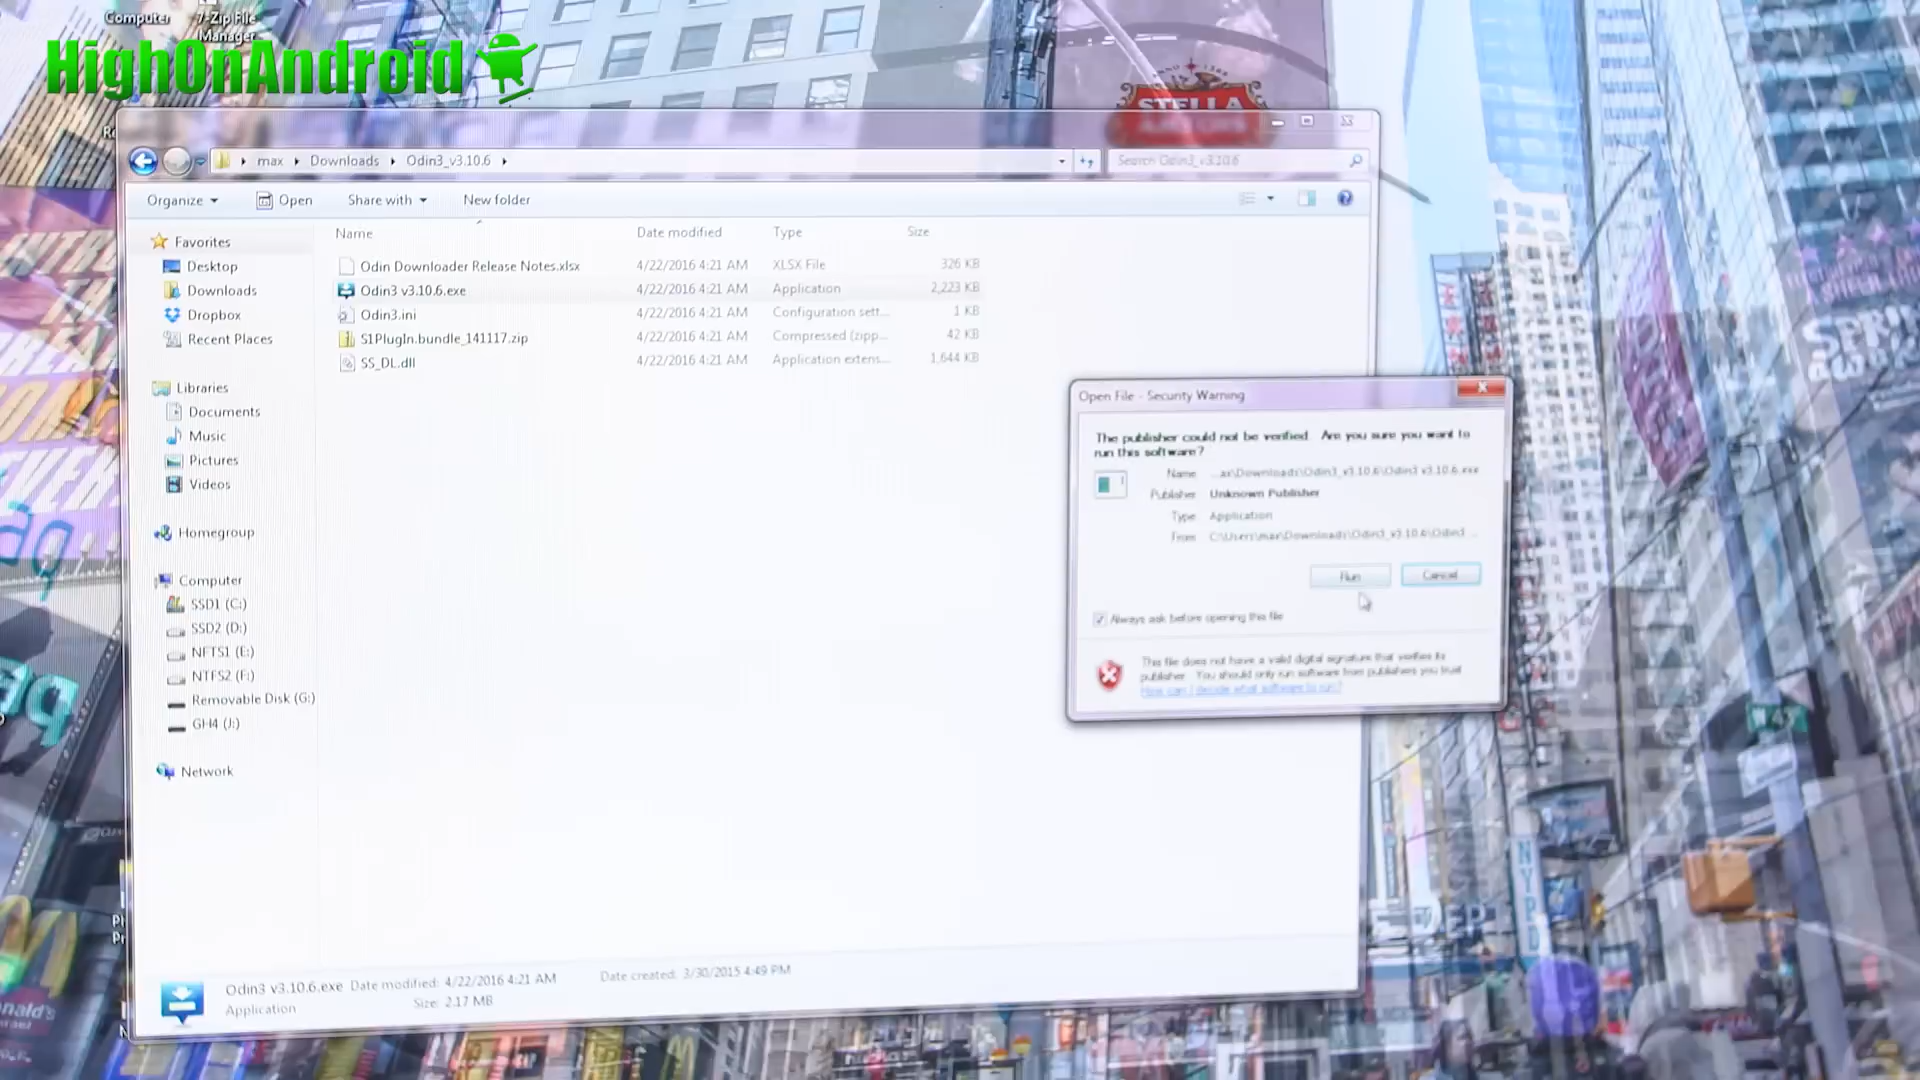 Computer
7-Zip File
Manager
HighOnAndroid
STELLA
max
Downloads
Odin3_v3.10.6
Search Odin3_v3.10.6
Organize
Open
Share with
New folder
Name
Date modified
Type
Size
Odin Downloader Release Notes.xlsx 4/22/2016 4:21 AM XLSX File 326 KB
Odin3 v3.10.6.exe 4/22/2016 4:21 AM Application 2,223 KB
Odin3.ini 4/22/2016 4:21 AM Configuration sett... 1 KB
S1PlugIn.bundle_141117.zip 4/22/2016 4:21 AM Compressed (zipp... 42 KB
SS_DL.dll 4/22/2016 4:21 AM Application extens... 1,644 KB
Favorites
Desktop
Downloads
Dropbox
Recent Places
Libraries
Documents
Music
Pictures
Videos
Homegroup
Computer
SSD1 (C:)
SSD2 (D:)
NFTS1 (E:)
NTFS2 (F:)
Removable Disk (G:)
GH4 (J:)
Network
Open File - Security Warning
The publisher could not be verified. Are you sure you want to
run this software?
Name ...ax\Downloads\Odin3_v3.10.6\Odin3 v3.10.6.exe
Publisher Unknown Publisher
Type Application
From C:\Users\max\Downloads\Odin3_v3.10.6\Odin3 ...
Run
Cancel
Always ask before opening this file
This file does not have a valid digital signature that verifies its
publisher. You should only run software from publishers you trust
How can I decide what software to run?
Odin3 v3.10.6.exe Date modified: 4/22/2016 4:21 AM Date created: 3/30/2015 4:49 PM
Application Size: 2.17 MB
NYPD